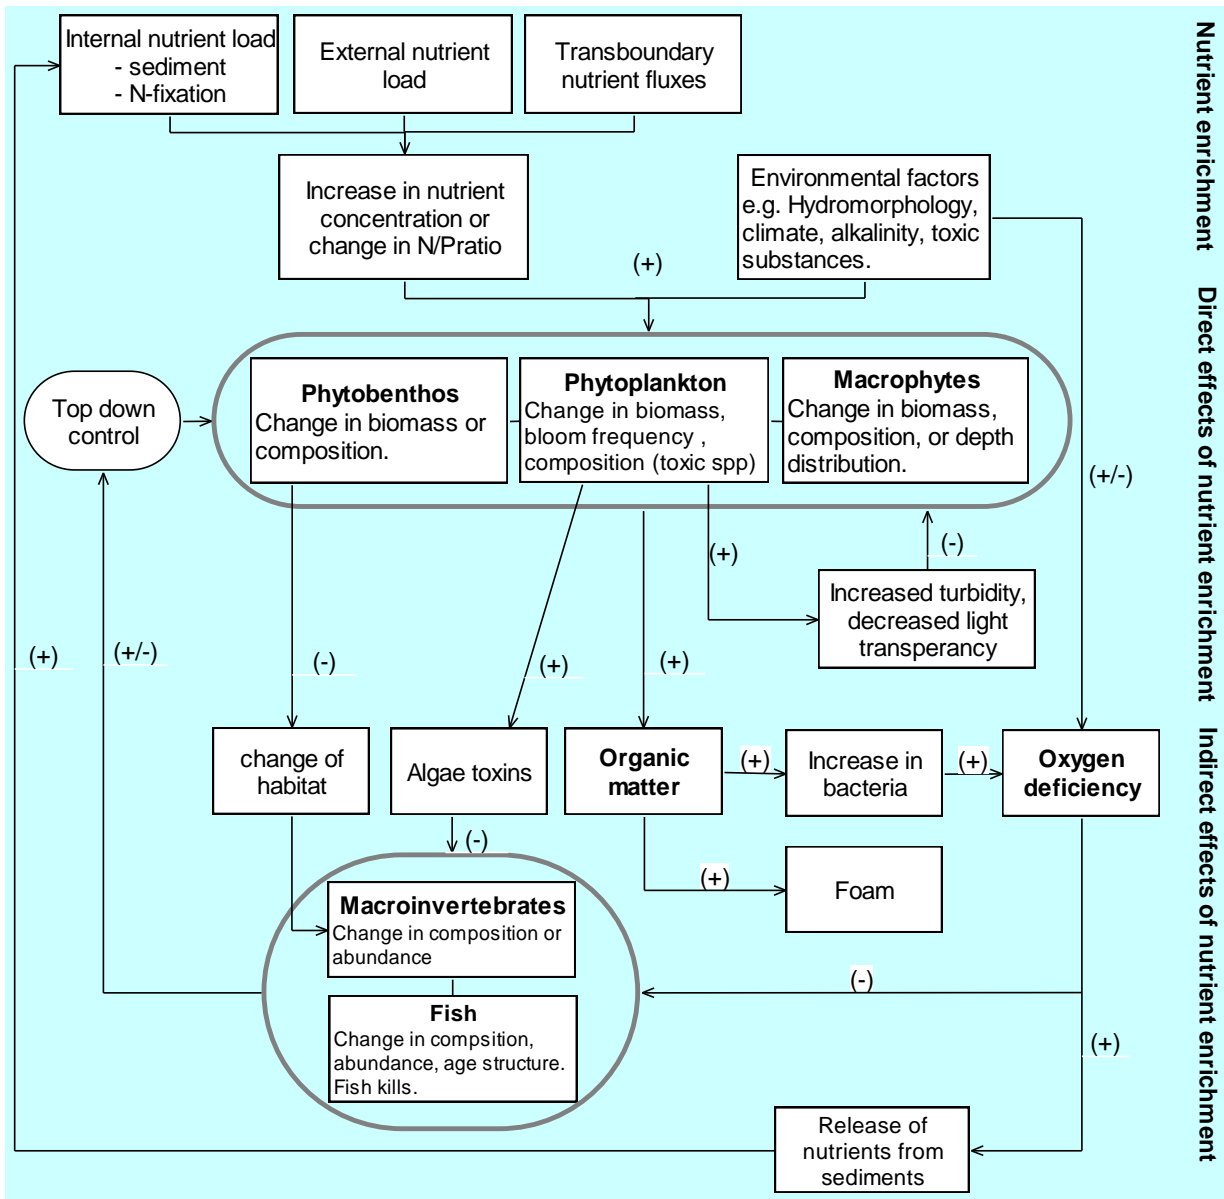 Internal nutrient load
- sediment
- N-fixation
External nutrient
load
Transboundary
nutrient fluxes
Nutrient enrichment
Increase in nutrient
concentration or
change in N/Pratio
Environmental factors
e.g. Hydromorphology,
climate, alkalinity, toxic
substances.
(+)
Direct effects of nutrient enrichment
Top down
control
Phytobenthos
Change in biomass or
composition.
Phytoplankton
Change in biomass,
bloom frequency ,
composition (toxic spp)
Macrophytes
Change in biomass,
composition, or depth
distribution.
(+/-)
(+)
(-)
Increased turbidity,
decreased light
transperancy
(+)
(+/-)
(-)
(+)
(+)
Indirect effects of nutrient enrichment
change of
habitat
Algae toxins
Organic
matter
(+)
Increase in
bacteria
(+)
Oxygen
deficiency
(-)
(+)
Foam
Macroinvertebrates
Change in composition or
abundance
Fish
Change in compsition,
abundance, age structure.
Fish kills.
(-)
(+)
Release of
nutrients from
sediments